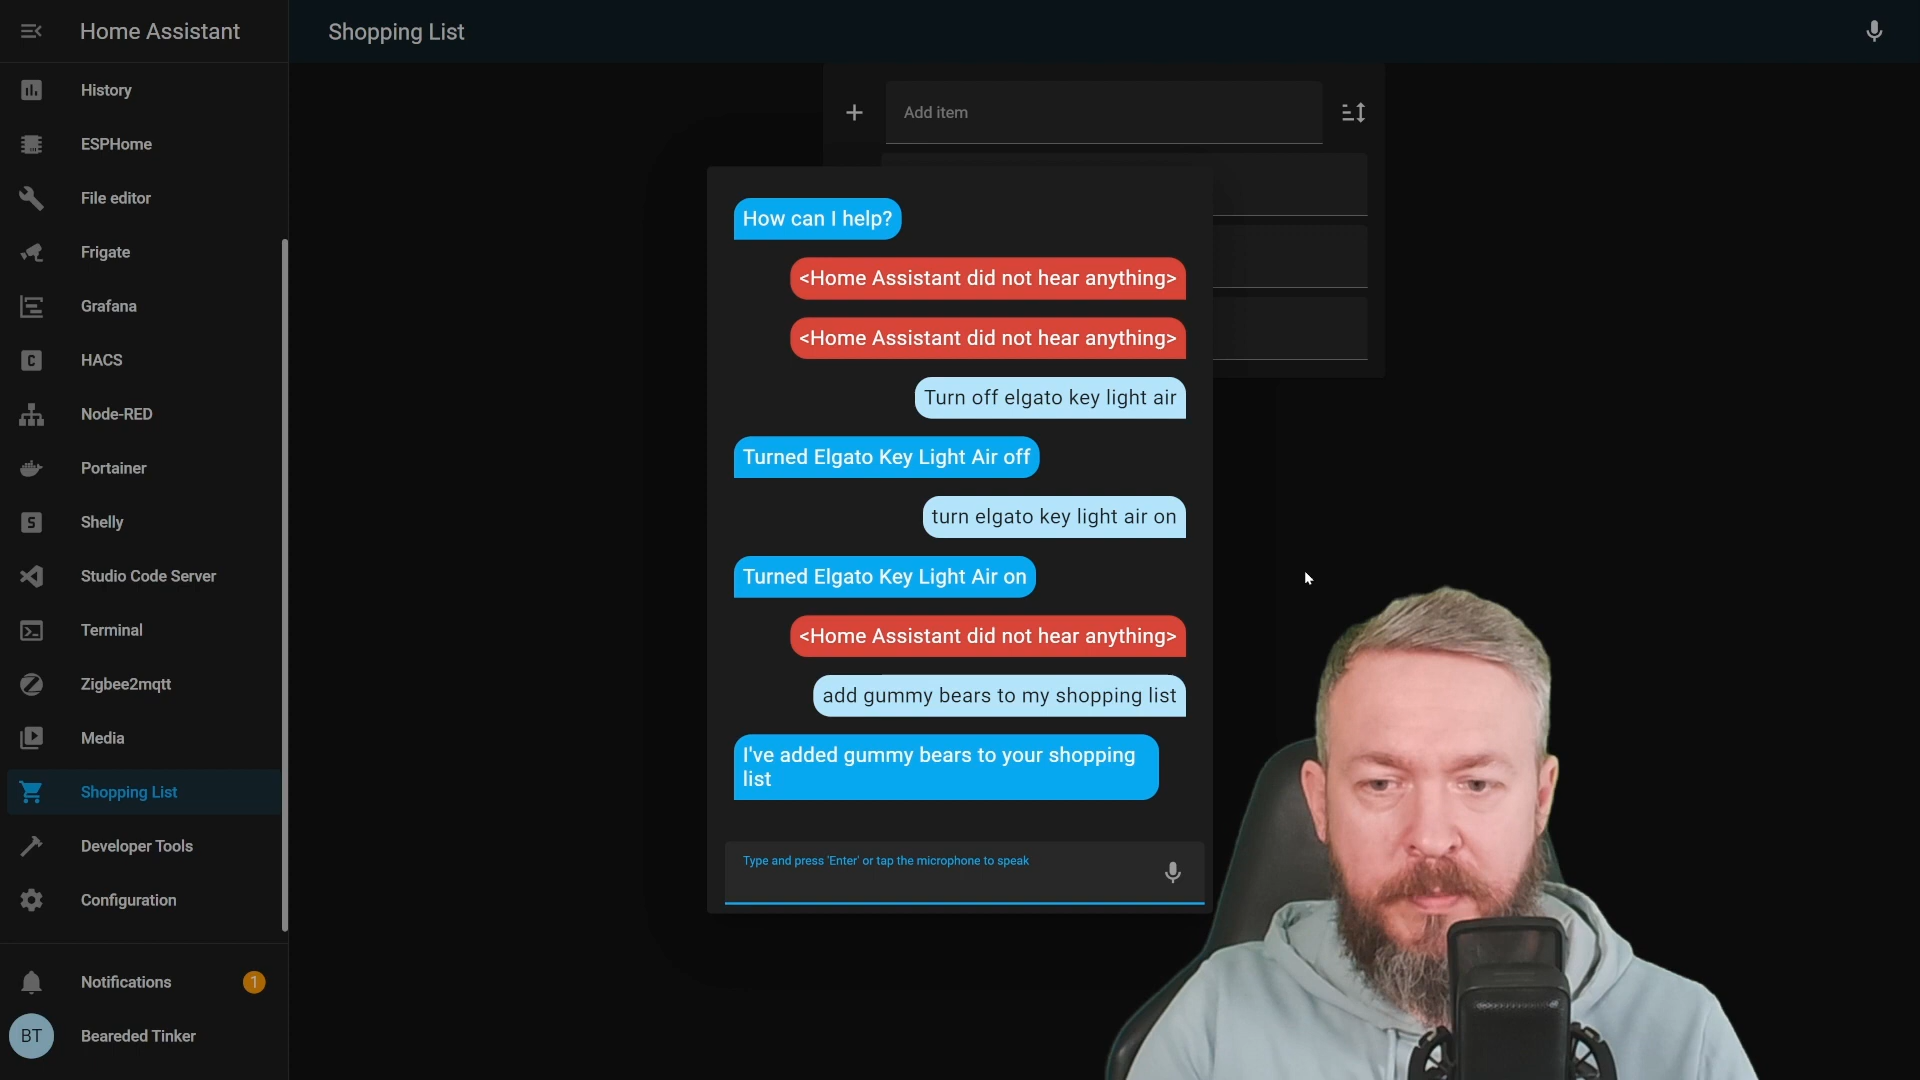 Home Assistant
Shopping List
History
ESPHome
File editor
Frigate
Grafana
HACS
Node-RED
Portainer
Shelly
Studio Code Server
Terminal
Zigbee2mqtt
Media
Shopping List
Developer Tools
Configuration
Notifications
1
BT
Beareded Tinker
Add item
How can I help?
<Home Assistant did not hear anything>
<Home Assistant did not hear anything>
Turn off elgato key light air
Turned Elgato Key Light Air off
turn elgato key light air on
Turned Elgato Key Light Air on
<Home Assistant did not hear anything>
add gummy bears to my shopping list
I've added gummy bears to your shopping
list
Type and press 'Enter' or tap the microphone to speak